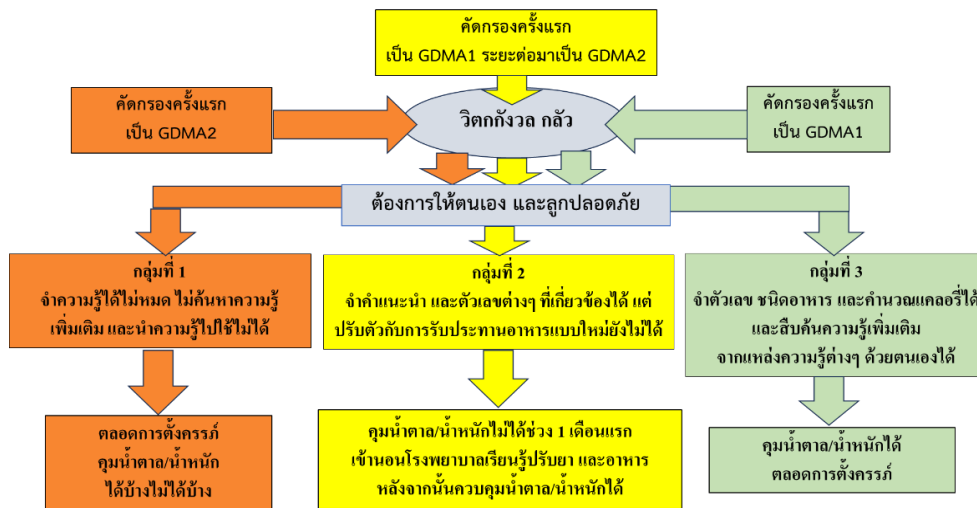 คัดกรองครั้งแรก
เป็น GDMA1 ระยะต่อมาเป็น GDMA2
คัดกรองครั้งแรก
เป็น GDMA2
วิตกกังวล กลัว
คัดกรองครั้งแรก
เป็น GDMA1
ต้องการให้ตนเอง และลูกปลอดภัย
กลุ่มที่ 1
จำความรู้ได้ไม่หมด ไม่ค้นหาความรู้
เพิ่มเติม และนำความรู้ไปใช้ไม่ได้
กลุ่มที่ 2
จำคำแนะนำ และตัวเลขต่างๆ ที่เกี่ยวข้องได้ แต่
ปรับตัวกับการรับประทานอาหารแบบใหม่ยังไม่ได้
กลุ่มที่ 3
จำตัวเลข ชนิดอาหาร และคำนวณแคลอรี่ได้
และสืบค้นความรู้เพิ่มเติม
จากแหล่งความรู้ต่างๆ ด้วยตนเองได้
ตลอดการตั้งครรภ์
คุมน้ำตาล/น้ำหนัก
ได้บ้างไม่ได้บ้าง
คุมน้ำตาล/น้ำหนักไม่ได้ช่วง 1 เดือนแรก
เข้านอนโรงพยาบาลเรียนรู้ปรับยา และอาหาร
หลังจากนั้นควบคุมน้ำตาล/น้ำหนักได้
คุมน้ำตาล/น้ำหนักได้
ตลอดการตั้งครรภ์